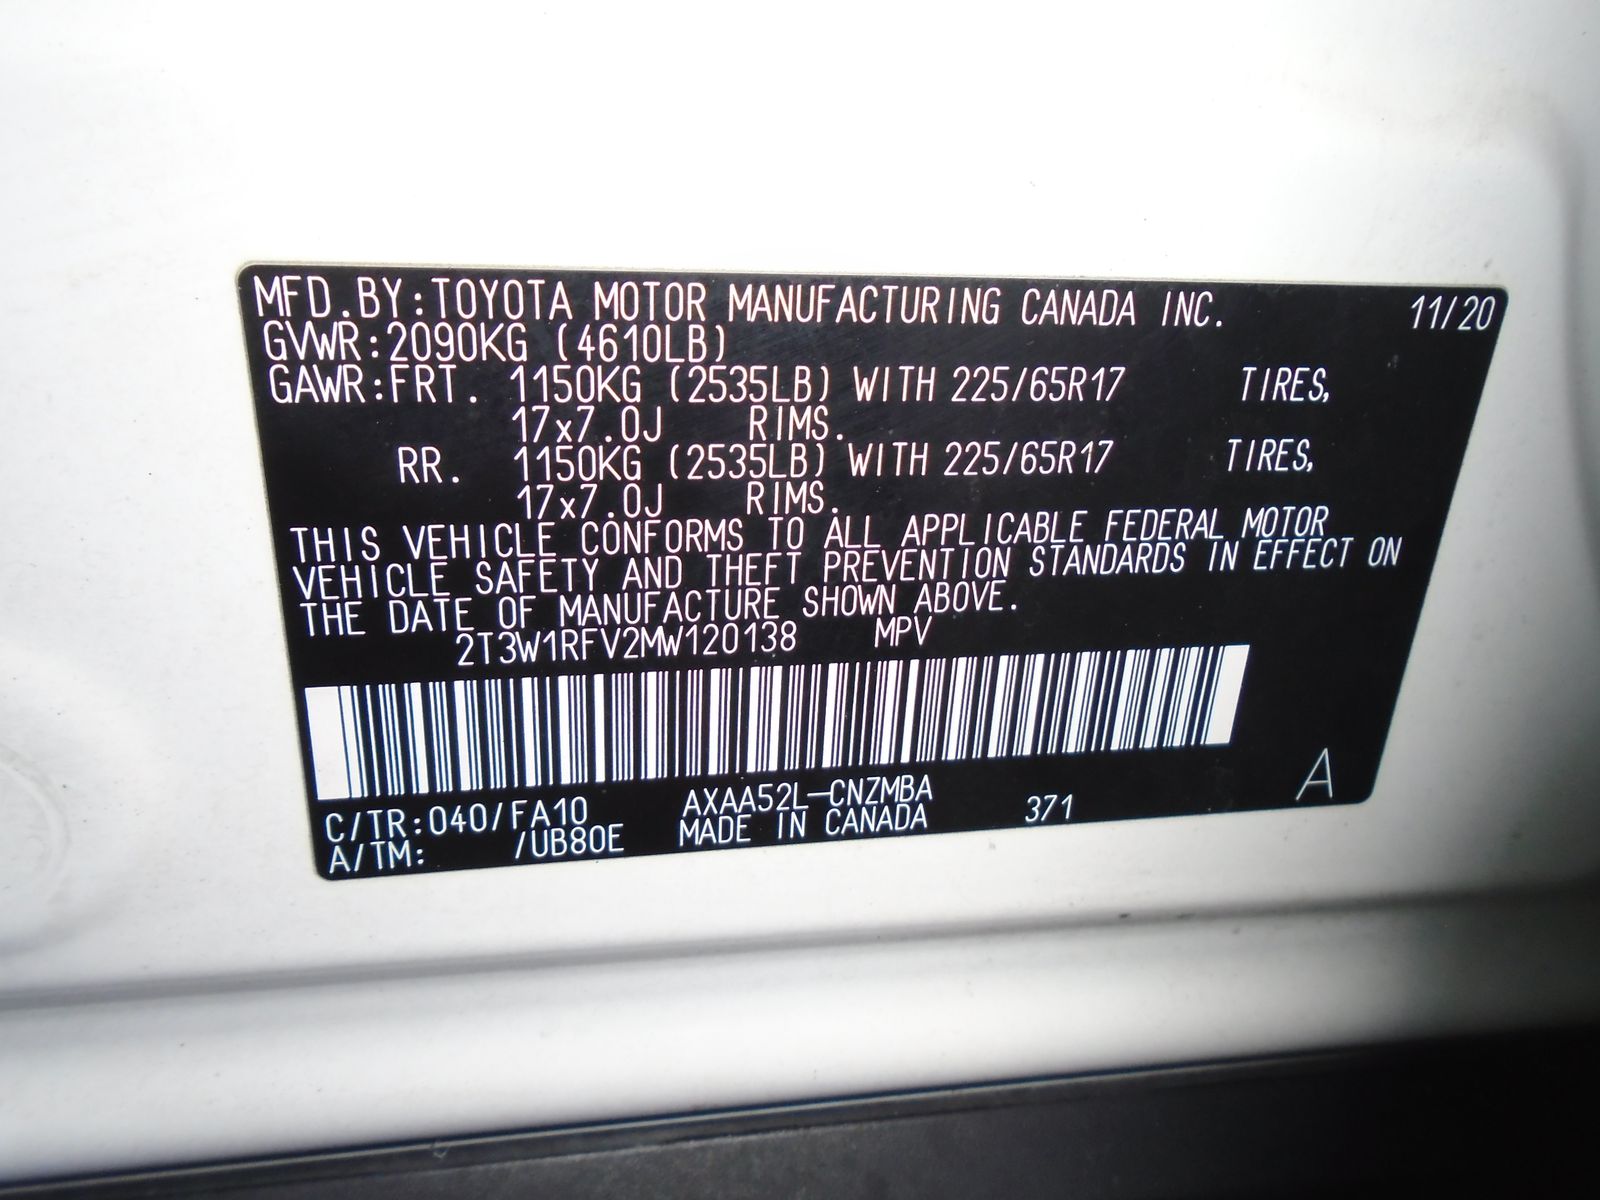 MFD.BY:TOYOTA MOTOR MANUFACTURING CANADA INC. 11/20
GVWR:2090KG (4610LB)
GAWR:FRT. 1150KG (2535LB) WITH 225/65R17 TIRES,
17x7.0J RIMS.
RR. 1150KG (2535LB) WITH 225/65R17 TIRES,
17x7.0J RIMS.
THIS VEHICLE CONFORMS TO ALL APPLICABLE FEDERAL MOTOR
VEHICLE SAFETY AND THEFT PREVENTION STANDARDS IN EFFECT ON
THE DATE OF MANUFACTURE SHOWN ABOVE.
2T3W1RFV2MW120138 MPV
C/TR:040/FA10 AXAA52L-CNZMBA 371 A
A/TM: /UB80E MADE IN CANADA